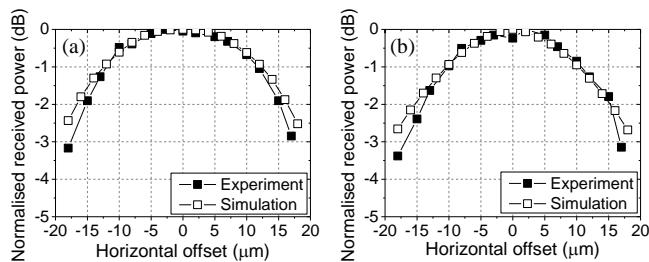 (a)
Normalised received power (dB)
0
-1
-2
-3
-4
-5
Experiment
Simulation
-20 -15 -10 -5 0 5 10 15 20
Horizontal offset (μm)
(b)
Normalised received power (dB)
0
-1
-2
-3
-4
-5
Experiment
Simulation
-20 -15 -10 -5 0 5 10 15 20
Horizontal offset (μm)